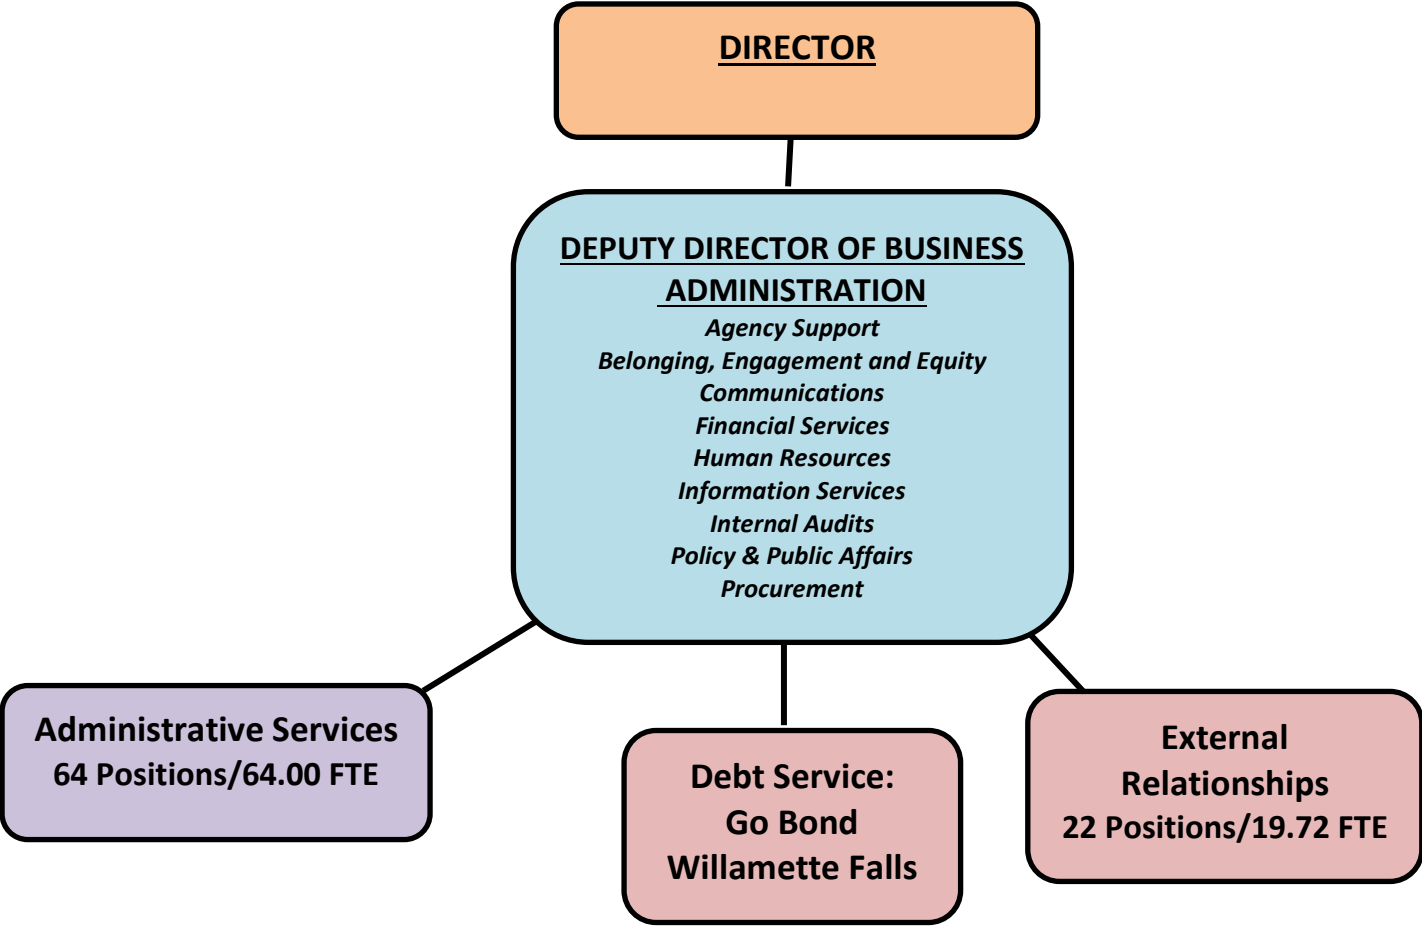 DIRECTOR
DEPUTY DIRECTOR OF BUSINESS
ADMINISTRATION
Agency Support
Belonging, Engagement and Equity
Communications
Financial Services
Human Resources
Information Services
Internal Audits
Policy & Public Affairs
Procurement
Administrative Services
64 Positions/64.00 FTE
Debt Service:
Go Bond
Willamette Falls
External
Relationships
22 Positions/19.72 FTE